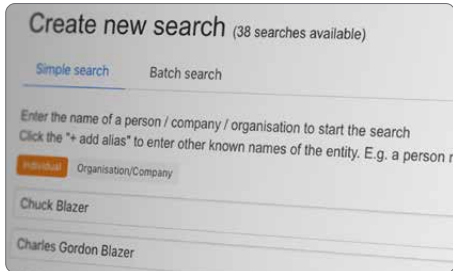 Create new search (38 searches available)
Simple search Batch search
Enter the name of a person / company / organisation to start the search
Click the "+ add alias" to enter other known names of the entity. E.g. a person
Individual Organisation/Company
Chuck Blazer
Charles Gordon Blazer